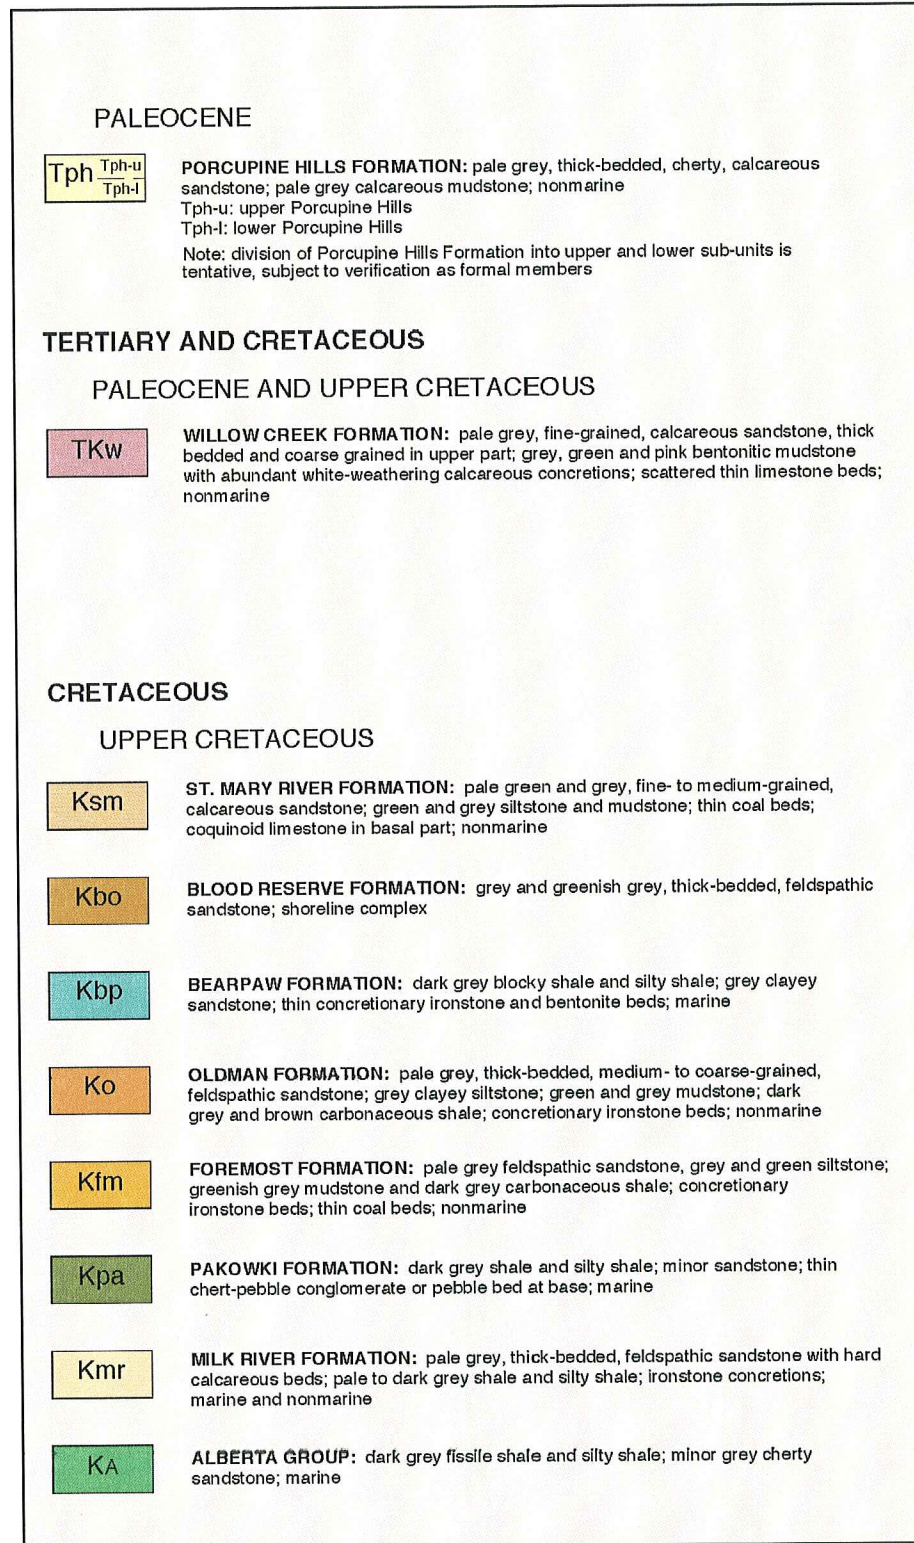 PALEOCENE
Tph Tph-u
Tph-l
PORCUPINE HILLS FORMATION: pale grey, thick-bedded, cherty, calcareous
sandstone; pale grey calcareous mudstone; nonmarine
Tph-u: upper Porcupine Hills
Tph-l: lower Porcupine Hills
Note: division of Porcupine Hills Formation into upper and lower sub-units is
tentative, subject to verification as formal members
TERTIARY AND CRETACEOUS
PALEOCENE AND UPPER CRETACEOUS
TKw
WILLOW CREEK FORMATION: pale grey, fine-grained, calcareous sandstone, thick
bedded and coarse grained in upper part; grey, green and pink bentonitic mudstone
with abundant white-weathering calcareous concretions; scattered thin limestone beds;
nonmarine
CRETACEOUS
UPPER CRETACEOUS
Ksm
ST. MARY RIVER FORMATION: pale green and grey, fine- to medium-grained,
calcareous sandstone; green and grey siltstone and mudstone; thin coal beds;
coquinoid limestone in basal part; nonmarine
Kbo
BLOOD RESERVE FORMATION: grey and greenish grey, thick-bedded, feldspathic
sandstone; shoreline complex
Kbp
BEARPAW FORMATION: dark grey blocky shale and silty shale; grey clayey
sandstone; thin concretionary ironstone and bentonite beds; marine
Ko
OLDMAN FORMATION: pale grey, thick-bedded, medium- to coarse-grained,
feldspathic sandstone; grey clayey siltstone; green and grey mudstone; dark
grey and brown carbonaceous shale; concretionary ironstone beds; nonmarine
Kfm
FOREMOST FORMATION: pale grey feldspathic sandstone, grey and green siltstone;
greenish grey mudstone and dark grey carbonaceous shale; concretionary
ironstone beds; thin coal beds; nonmarine
Kpa
PAKOWKI FORMATION: dark grey shale and silty shale; minor sandstone; thin
chert-pebble conglomerate or pebble bed at base; marine
Kmr
MILK RIVER FORMATION: pale grey, thick-bedded, feldspathic sandstone with hard
calcareous beds; pale to dark grey shale and silty shale; ironstone concretions;
marine and nonmarine
KA
ALBERTA GROUP: dark grey fissile shale and silty shale; minor grey cherty
sandstone; marine